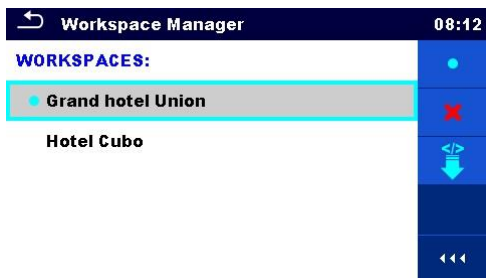 Workspace Manager 08:12
WORKSPACES:
Grand hotel Union
Hotel Cubo
</>